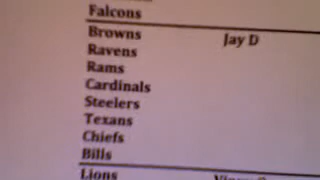 Falcons
Browns Jay D
Ravens
Rams
Cardinals
Steelers
Texans
Chiefs
Bills
Lions